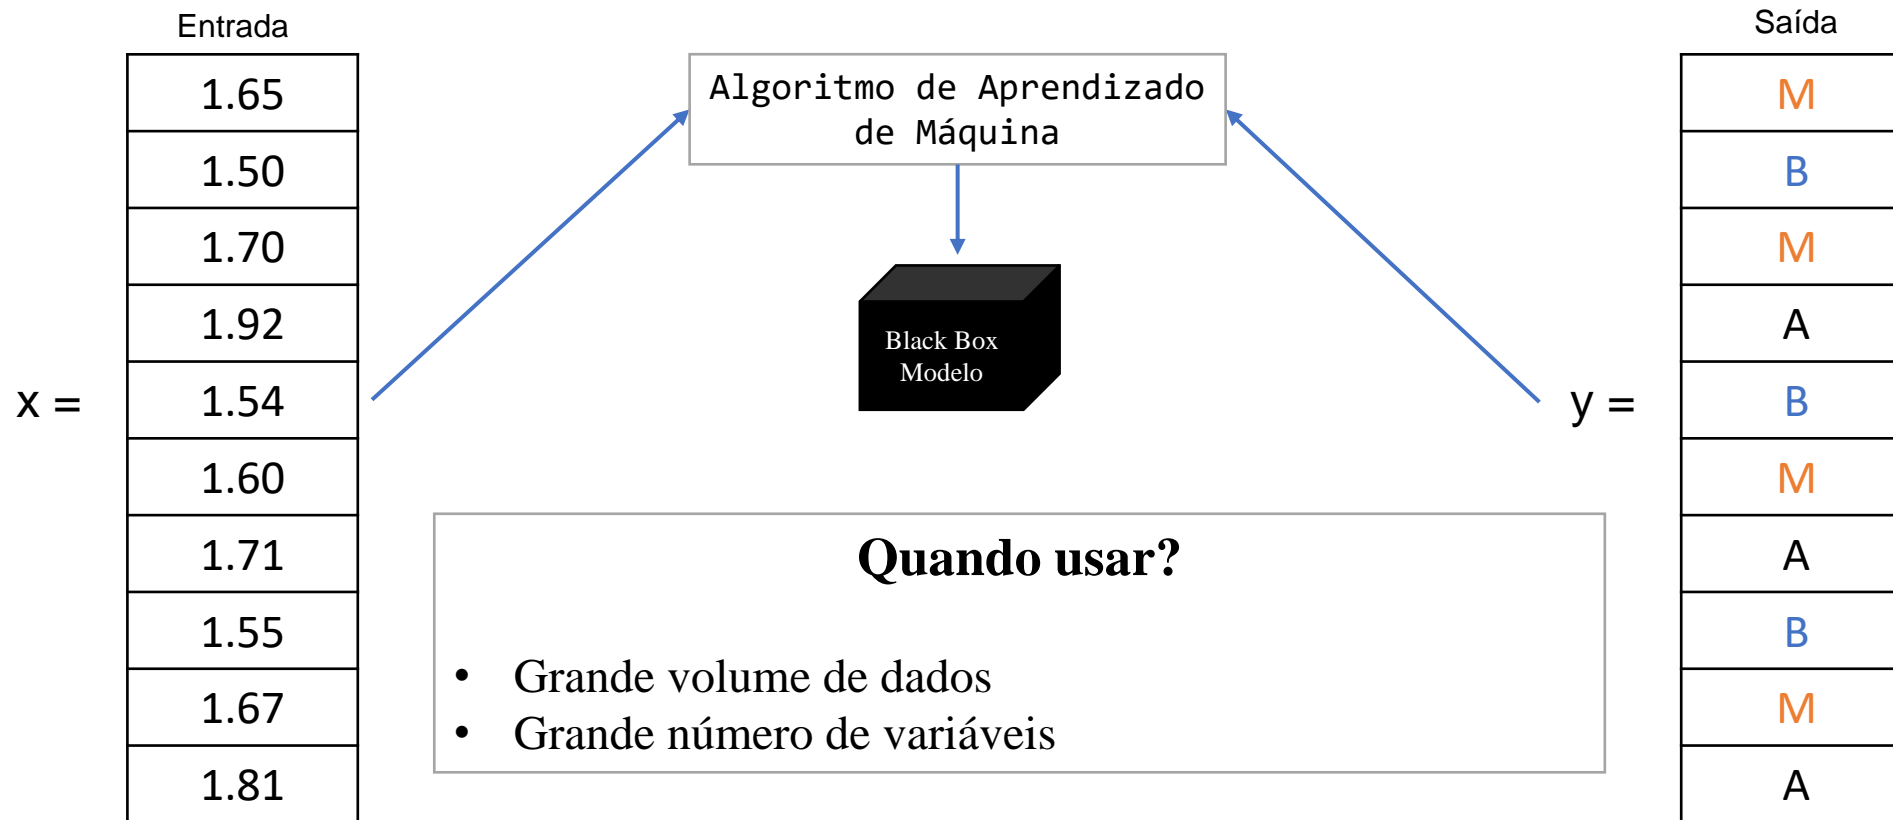 Entrada
Saída
x =
1.65
1.50
1.70
1.92
1.54
1.60
1.71
1.55
1.67
1.81
Algoritmo de Aprendizado
de Máquina
Black Box
Modelo
Quando usar?
• Grande volume de dados
• Grande número de variáveis
y =
M
B
M
A
B
M
A
B
M
A